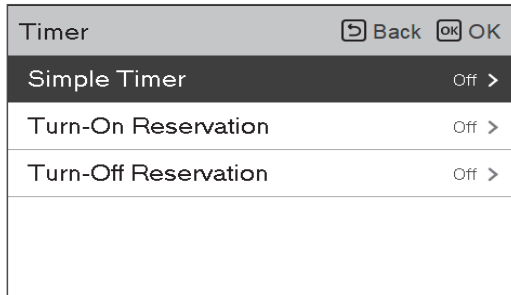 Timer Back OK OK
Simple Timer Off >
Turn-On Reservation Off >
Turn-Off Reservation Off >